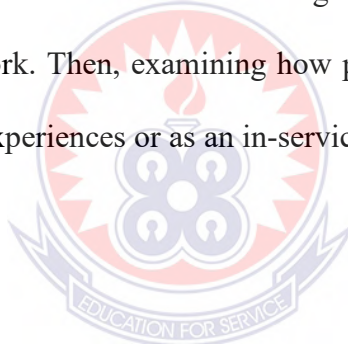 ork. Then, examining how p
xperiences or as an in-servic
EDUCATION FOR SERVICE